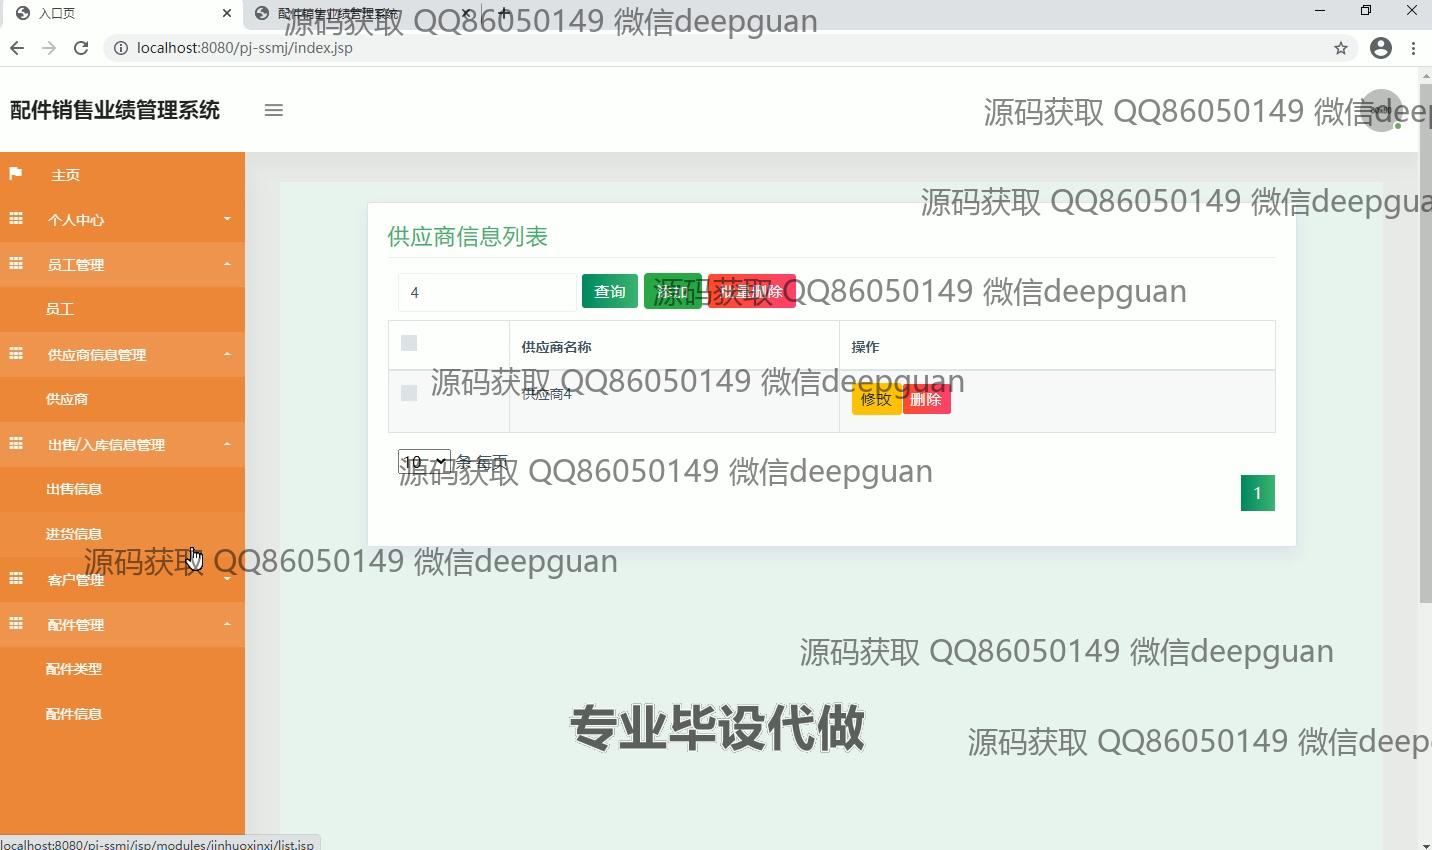 入口页
配件销售业绩管理系统
源码获取 QQ86050149 微信deepguan
localhost:8080/pj-ssmj/index.jsp
配件销售业绩管理系统
源码获取 QQ86050149 微信deep
主页
源码获取 QQ86050149 微信deepgua
个人中心
供应商信息列表
员工管理
4
查询
添加
批量删除
源码获取 QQ86050149 微信deepguan
员工
供应商名称
操作
供应商信息管理
源码获取 QQ86050149 微信deepguan
供应商4
修改
删除
供应商
出售/入库信息管理
10
条 每页
源码获取 QQ86050149 微信deepguan
出售信息
1
进货信息
源码获取 QQ86050149 微信deepguan
客户管理
配件管理
源码获取 QQ86050149 微信deepguan
配件类型
配件信息
专业毕设代做
源码获取 QQ86050149 微信deep
localhost:8080/pj-ssmj/jsp/modules/jinhuoxinxi/list.jsp